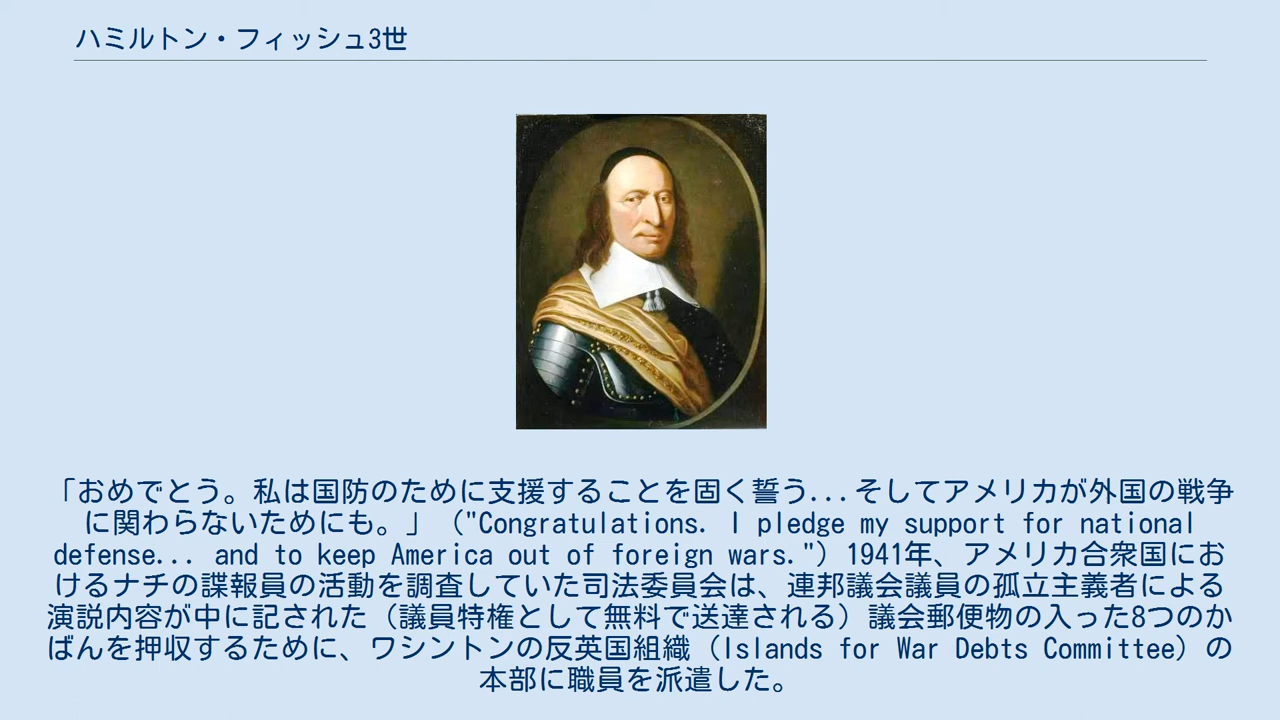 ハミルトン・フィッシュ3世
「おめでとう。私は国防のために支援することを固く誓う...そしてアメリカが外国の戦争
に関わらないためにも。」（"Congratulations. I pledge my support for national
defense... and to keep America out of foreign wars."）1941年、アメリカ合衆国にお
けるナチの諜報員の活動を調査していた司法委員会は、連邦議会議員の孤立主義者による
演説内容が中に記された（議員特権として無料で送達される）議会郵便物の入った8つのか
ばんを押収するために、ワシントンの反英国組織（Islands for War Debts Committee）の
本部に職員を派遣した。